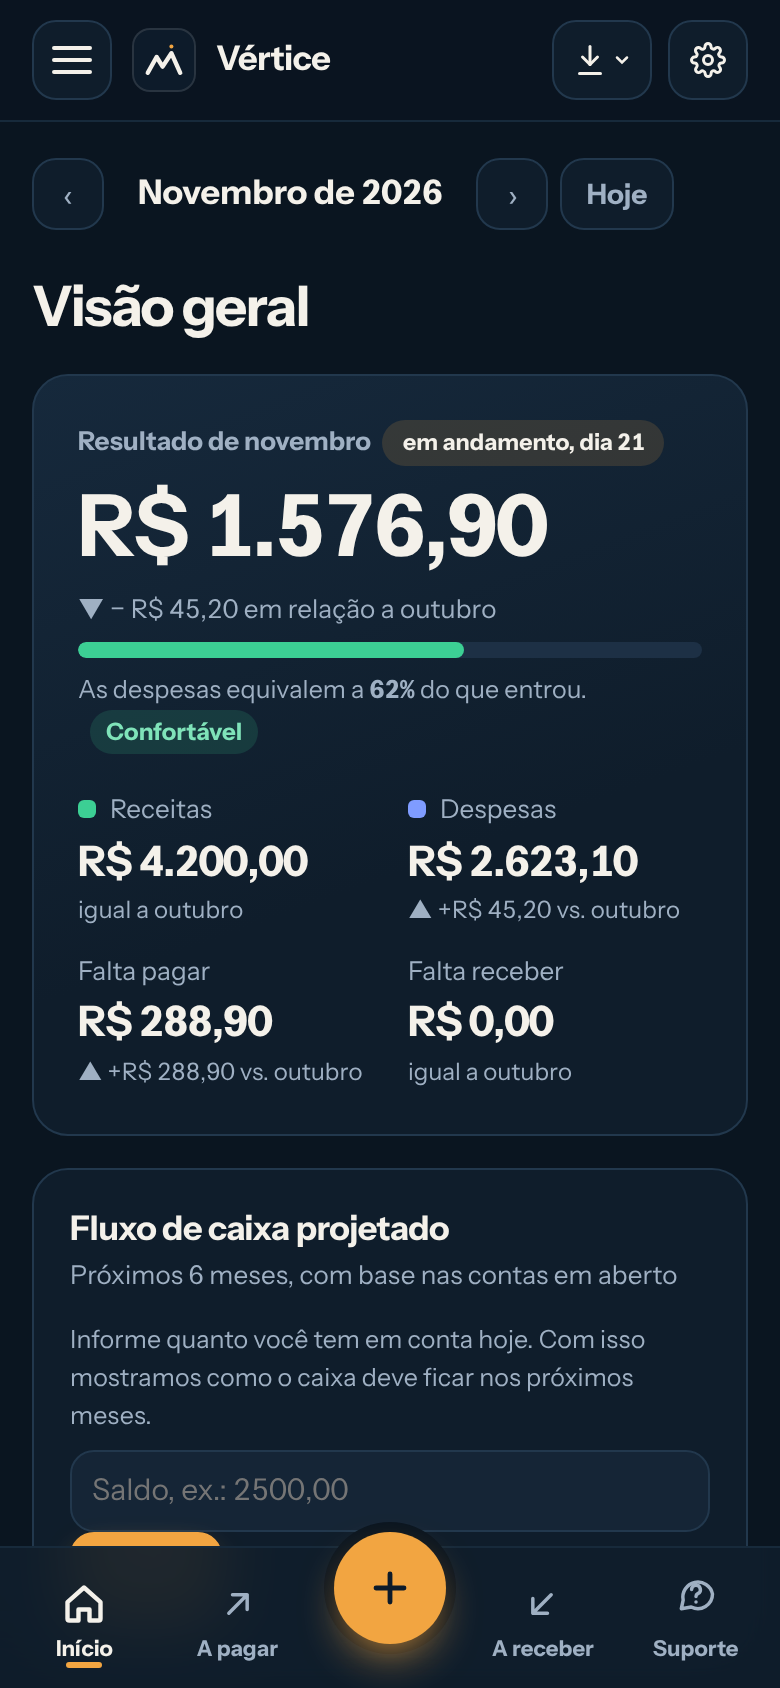 Vértice
‹ Novembro de 2026 › Hoje
Visão geral
Resultado de novembro em andamento, dia 21
R$ 1.576,90
▼ − R$ 45,20 em relação a outubro
As despesas equivalem a 62% do que entrou.
Confortável
Receitas
R$ 4.200,00
igual a outubro
Despesas
R$ 2.623,10
▲ +R$ 45,20 vs. outubro
Falta pagar
R$ 288,90
▲ +R$ 288,90 vs. outubro
Falta receber
R$ 0,00
igual a outubro
Fluxo de caixa projetado
Próximos 6 meses, com base nas contas em aberto
Informe quanto você tem em conta hoje. Com isso
mostramos como o caixa deve ficar nos próximos
meses.
Saldo, ex.: 2500,00
Início
A pagar
+
A receber
Suporte